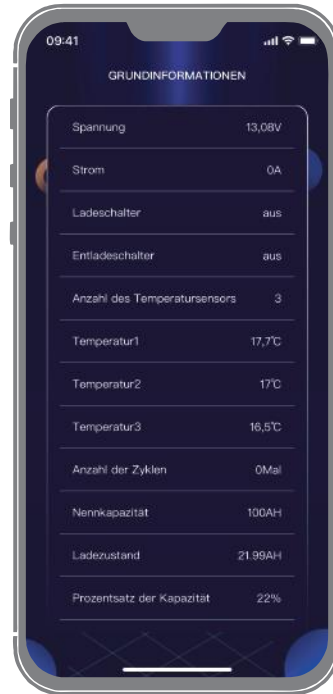 09:41
GRUNDINFORMATIONEN
Spannung 13,08V
Strom 0A
Ladeschalter aus
Entladeschalter aus
Anzahl des Temperatursensors 3
Temperatur1 17,7℃
Temperatur2 17℃
Temperatur3 16,5℃
Anzahl der Zyklen 0Mal
Nennkapazität 100AH
Ladezustand 21.99AH
Prozentsatz der Kapazität 22%